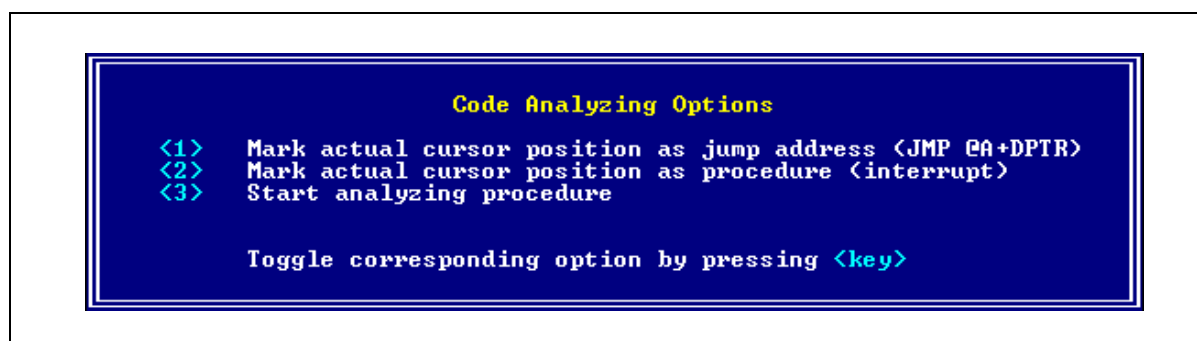 Code Analyzing Options
<1> Mark actual cursor position as jump address (JMP @A+DPTR)
<2> Mark actual cursor position as procedure (interrupt)
<3> Start analyzing procedure
Toggle corresponding option by pressing <key>